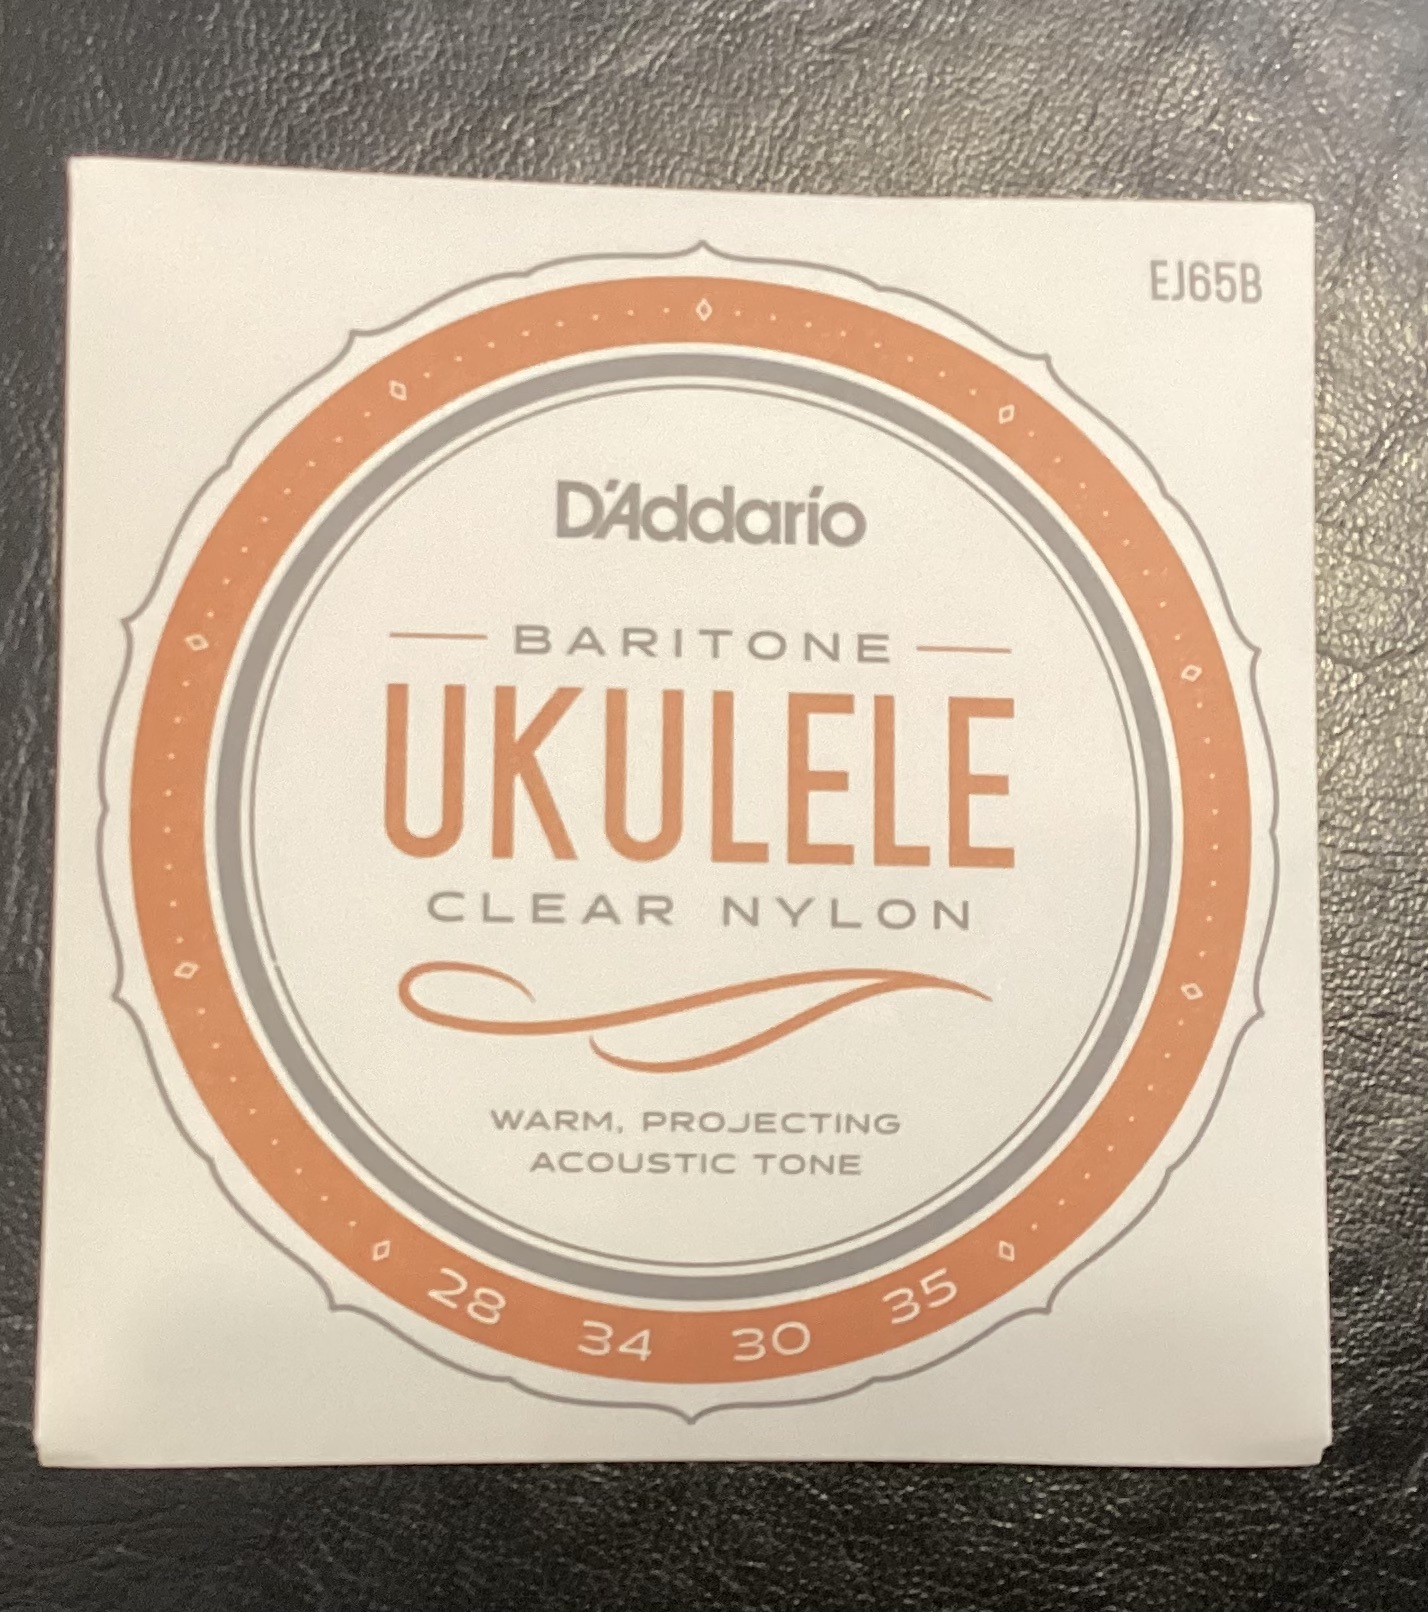 EJ65B
D'Addario
BARITONE
UKULELE
CLEAR NYLON
WARM, PROJECTING
ACOUSTIC TONE
28 34 30 35